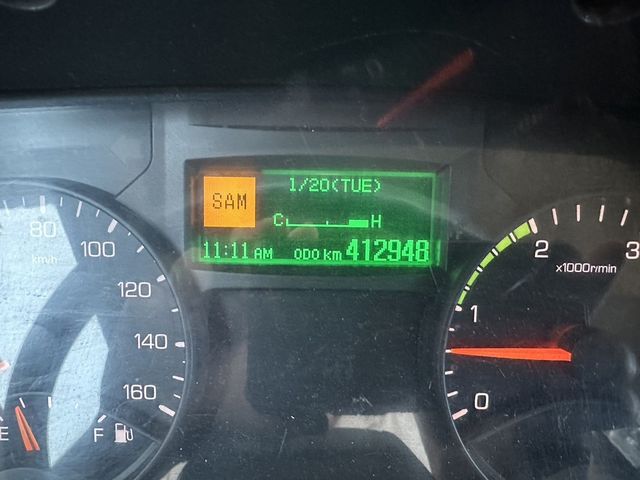 1/20(TUE)
SAM
C H
11:11 AM ODO km 412948
80
km/h
100
120
140
160
E F
3
2
x1000r/min
1
0